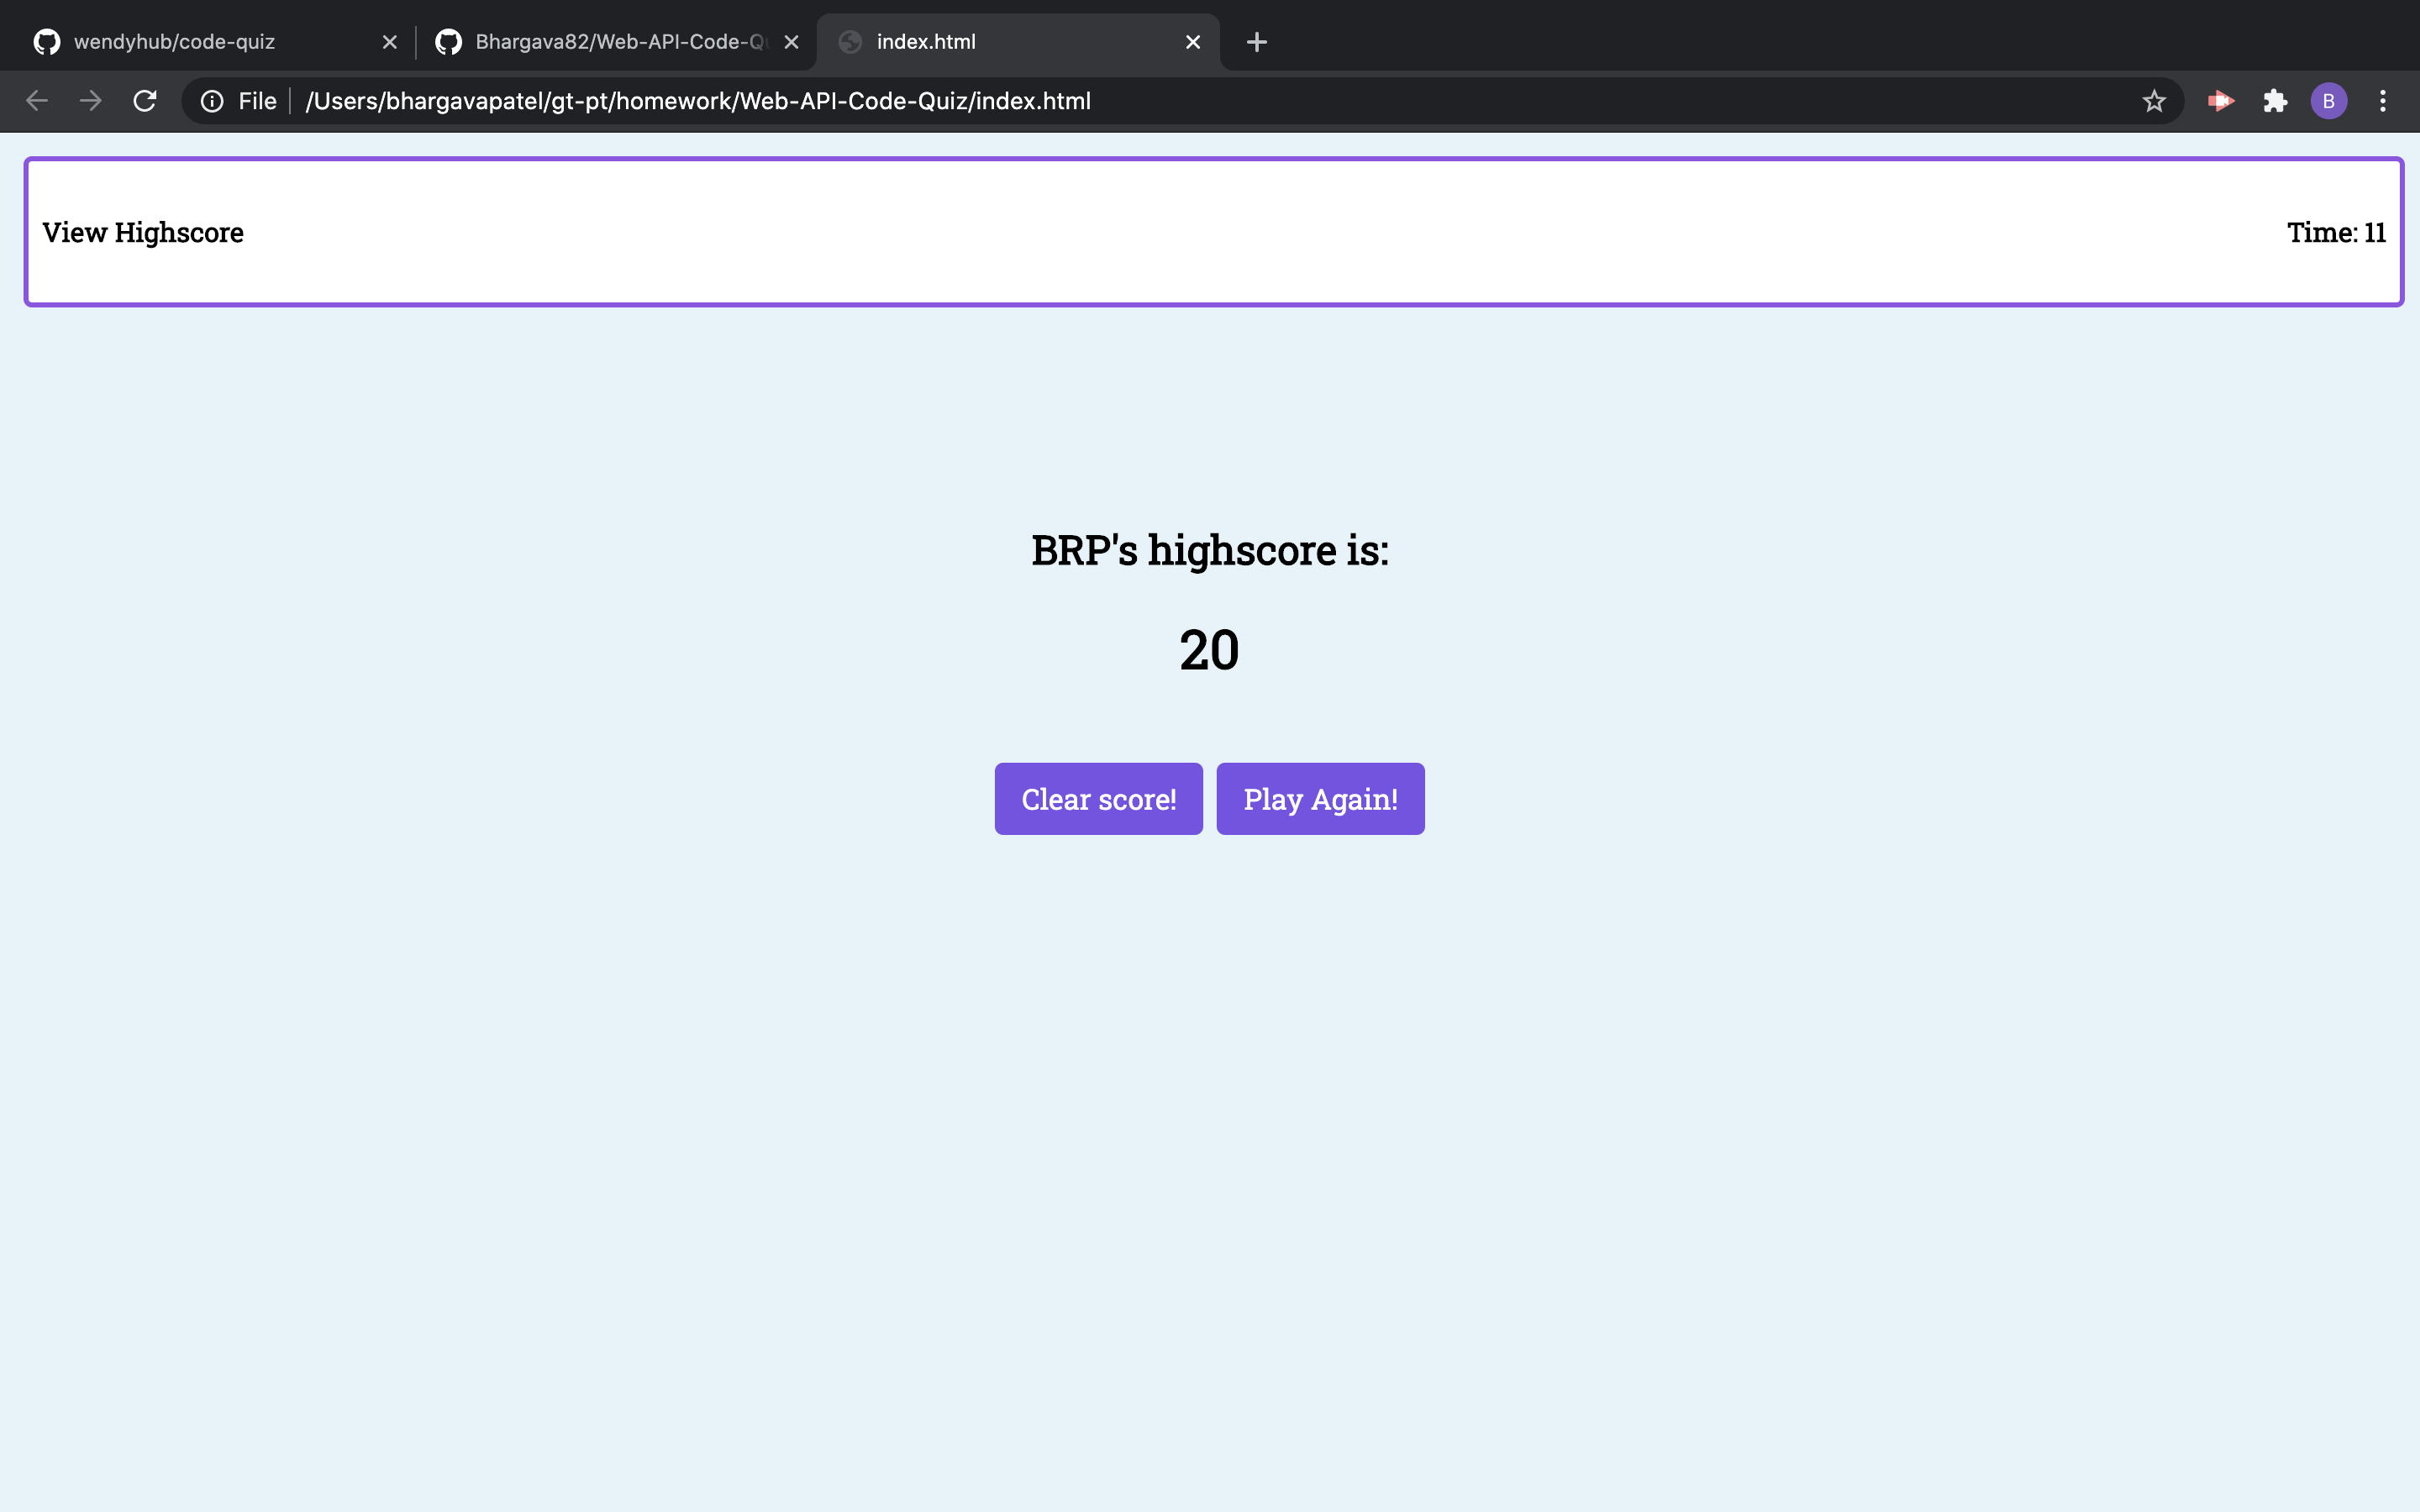 wendyhub/code-quiz
Bhargava82/Web-API-Code-Q
index.html
File
/Users/bhargavapatel/gt-pt/homework/Web-API-Code-Quiz/index.html
B
View Highscore
Time: 11
BRP's highscore is:
20
Clear score!
Play Again!